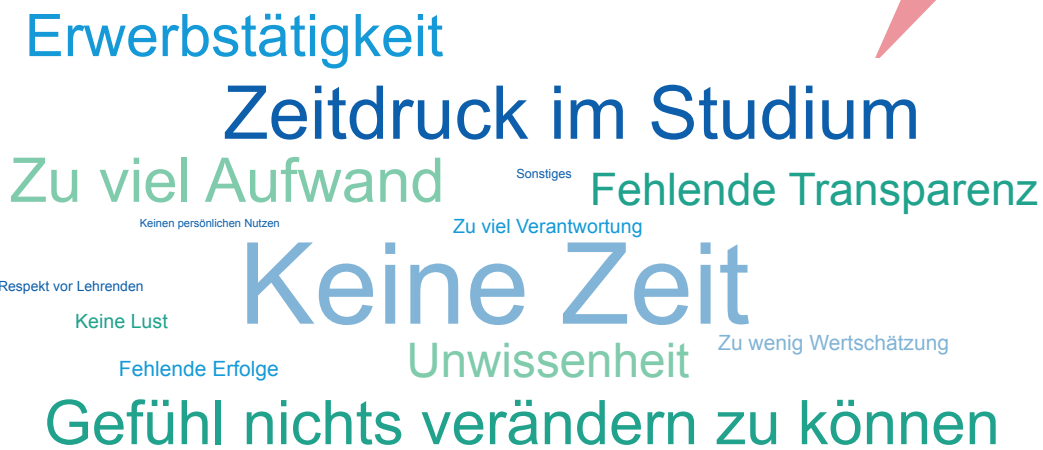 Erwerbstätigkeit
Zeitdruck im Studium
Zu viel Aufwand
Sonstiges
Fehlende Transparenz
Keinen persönlichen Nutzen
Zu viel Verantwortung
Keine Zeit
Respekt vor Lehrenden
Keine Lust
Unwissenheit
Zu wenig Wertschätzung
Fehlende Erfolge
Gefühl nichts verändern zu können